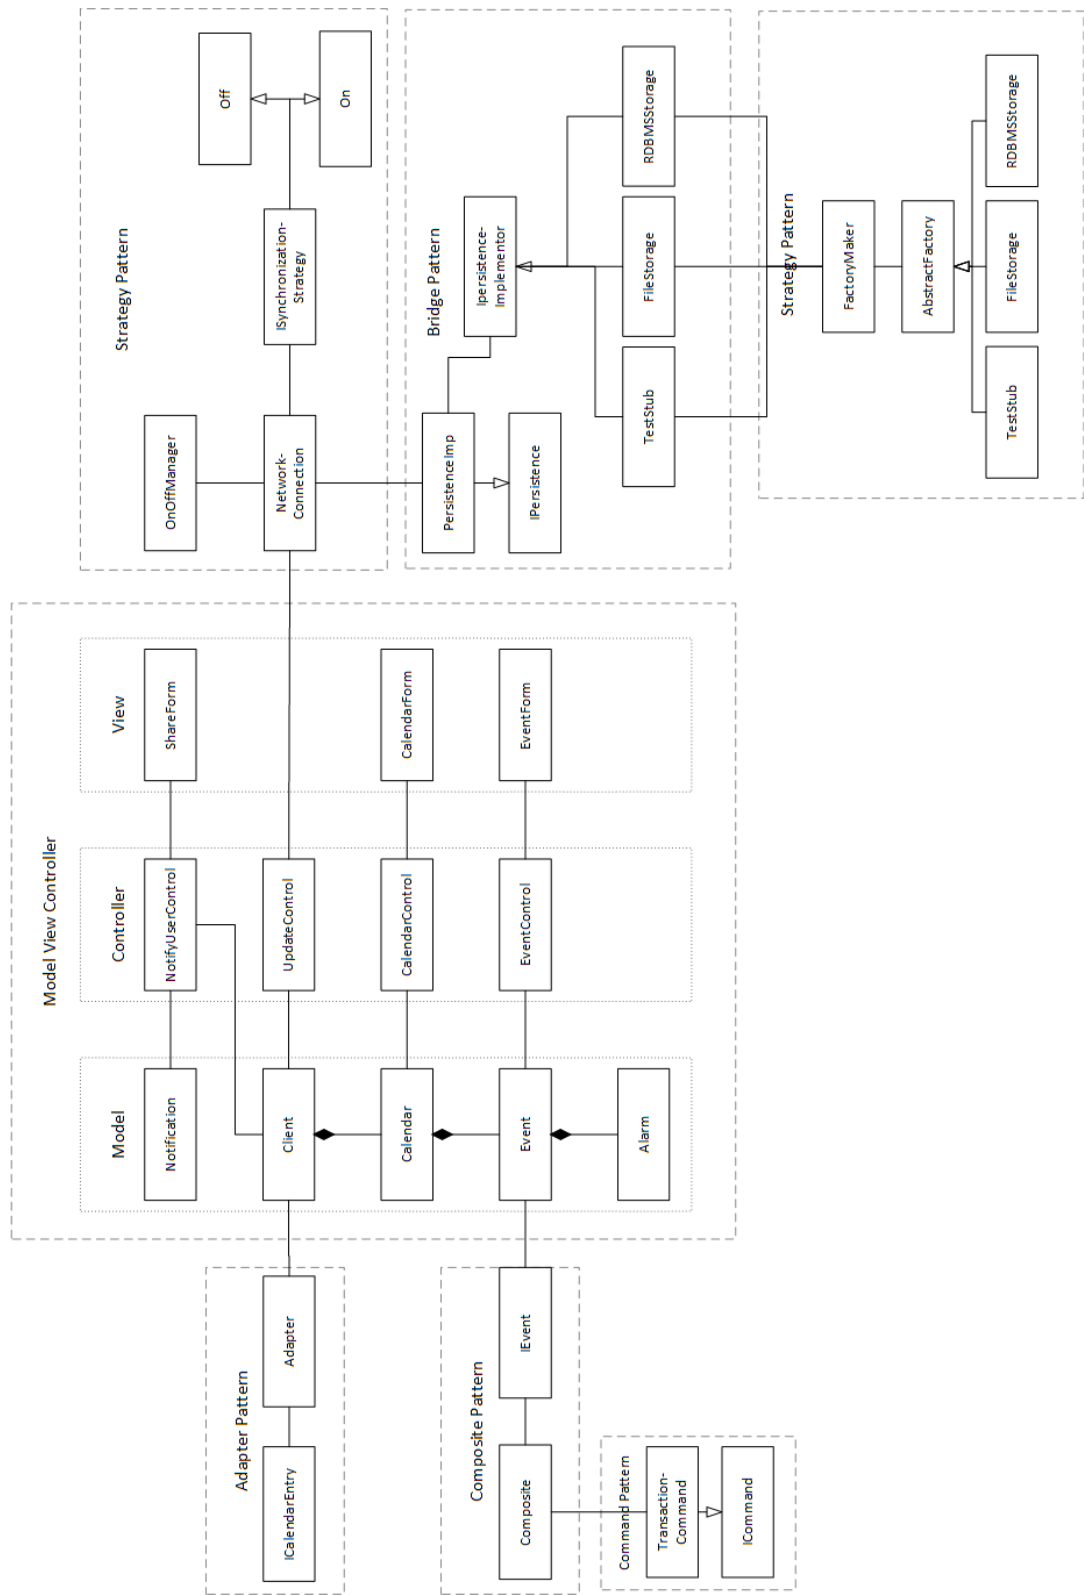 Model View Controller
Strategy Pattern
Model
Controller
View
Notification
NotifyUserControl
ShareForm
OnOffManager
Off
Adapter Pattern
ICalendarEntry
Adapter
Client
UpdateControl
Network-
Connection
ISynchronization-
Strategy
On
Calendar
CalendarControl
CalendarForm
Bridge Pattern
PersistenceImp
Ipersistence-
Implementor
Composite Pattern
Composite
IEvent
Event
EventControl
EventForm
IPersistence
Command Pattern
Transaction-
Command
ICommand
Alarm
TestStub
FileStorage
RDBMSStorage
Strategy Pattern
FactoryMaker
AbstractFactory
TestStub
FileStorage
RDBMSStorage